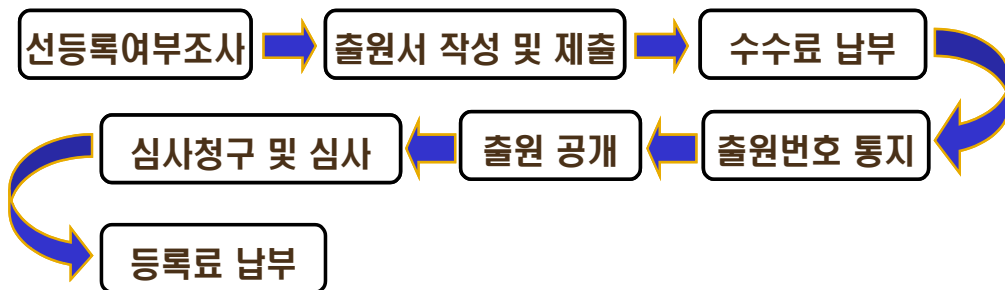 선등록여부조사
출원서 작성 및 제출
수수료 납부
출원번호 통지
출원 공개
심사청구 및 심사
등록료 납부